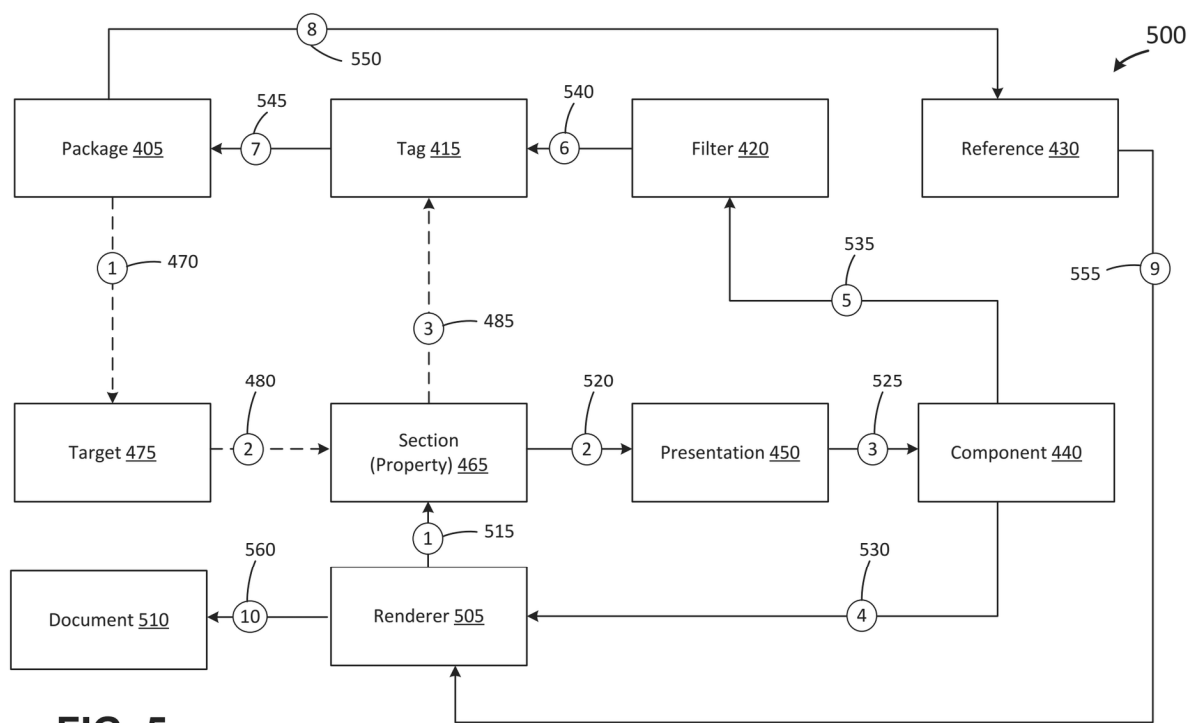 8
550
500
Package 405
545
7
Tag 415
540
6
Filter 420
Reference 430
1
470
3
485
535
5
555
9
Target 475
480
2
Section
(Property) 465
520
2
Presentation 450
525
3
Component 440
1
515
Document 510
560
10
Renderer 505
530
4
FIG. 5